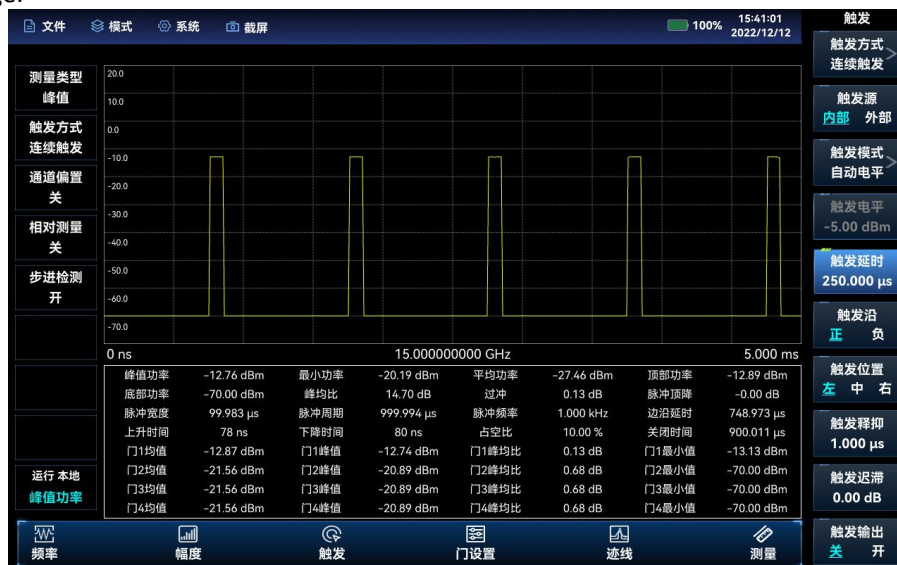 ge.
文件 模式 系统 截屏 100% 15:41:01
2022/12/12
测量类型
峰值
触发方式
连续触发
通道偏置
关
相对测量
关
步进检测
开
运行 本地
峰值功率
20.0
10.0
0.0
-10.0
-20.0
-30.0
-40.0
-50.0
-60.0
-70.0
0 ns 15.000000000 GHz 5.000 ms
峰值功率 -12.76 dBm 最小功率 -20.19 dBm 平均功率 -27.46 dBm 顶部功率 -12.89 dBm
底部功率 -70.00 dBm 峰均比 14.70 dB 过冲 0.13 dB 脉冲顶降 -0.00 dB
脉冲宽度 99.983 µs 脉冲周期 999.994 µs 脉冲频率 1.000 kHz 边沿延时 748.973 µs
上升时间 78 ns 下降时间 80 ns 占空比 10.00 % 关闭时间 900.011 µs
门1均值 -12.87 dBm 门1峰值 -12.74 dBm 门1峰均比 0.13 dB 门1最小值 -13.13 dBm
门2均值 -21.56 dBm 门2峰值 -20.89 dBm 门2峰均比 0.68 dB 门2最小值 -70.00 dBm
门3均值 -21.56 dBm 门3峰值 -20.89 dBm 门3峰均比 0.68 dB 门3最小值 -70.00 dBm
门4均值 -21.56 dBm 门4峰值 -20.89 dBm 门4峰均比 0.68 dB 门4最小值 -70.00 dBm
触发
触发方式 >
连续触发
触发源
内部 外部
触发模式 >
自动电平
触发电平
-5.00 dBm
触发延时
250.000 µs
触发沿
正 负
触发位置
左 中 右
触发释抑
1.000 µs
触发迟滞
0.00 dB
触发输出
关 开
频率 幅度 触发 门设置 迹线 测量